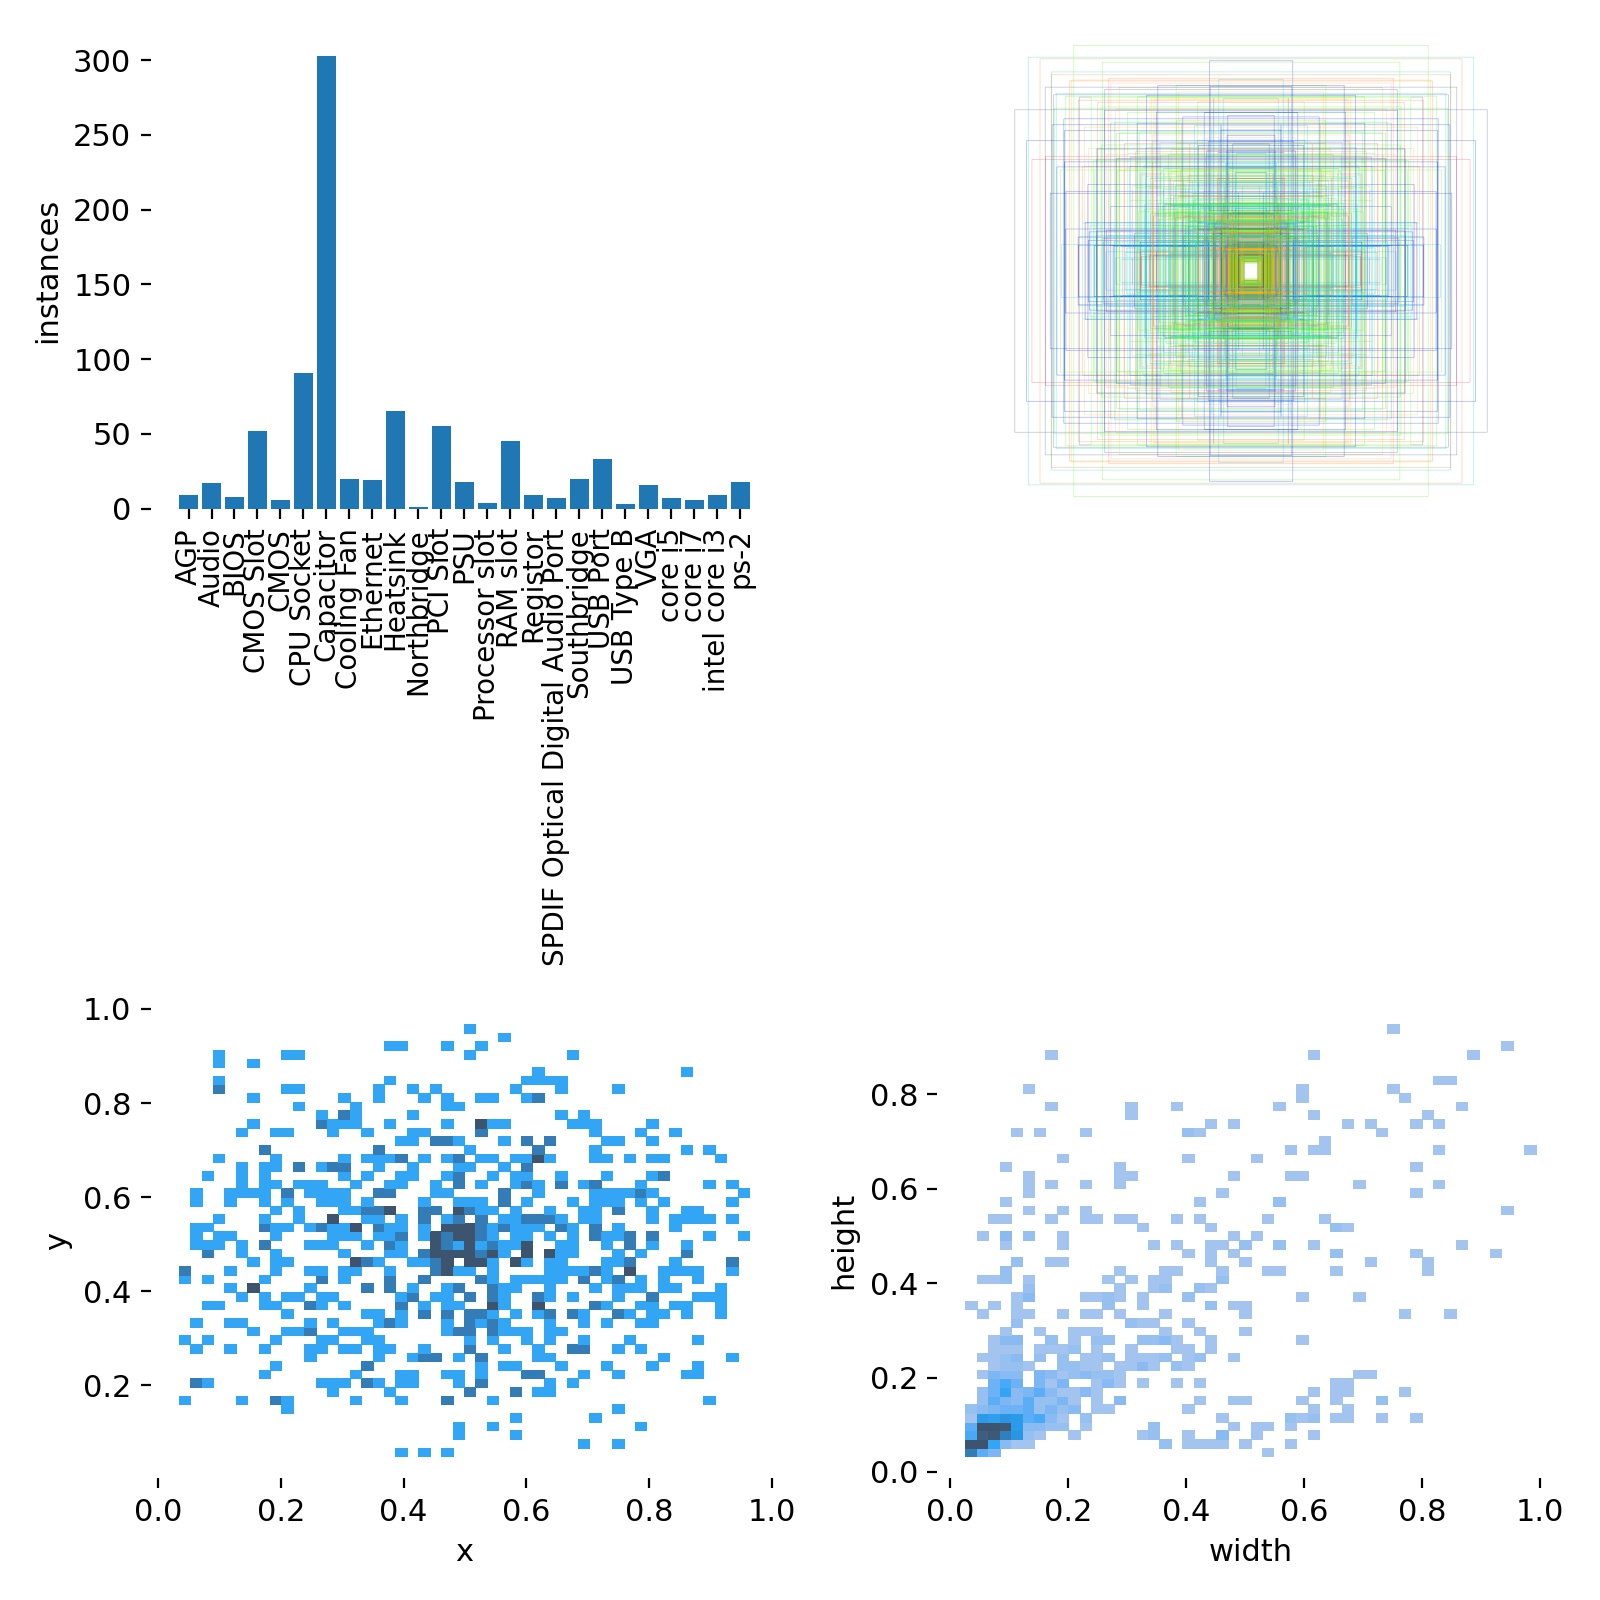 300
250
200
150
100
50
0
instances
AGP
Audio
BIOS
CMOS Slot
CMOS
CPU Socket
Capacitor
Cooling Fan
Ethernet
Heatsink
Northbridge
PCI Slot
PSU
Processor slot
RAM slot
Registor
SPDIF Optical Digital Audio Port
Southbridge
USB Port
USB Type B
VGA
core i5
core i7
intel core i3
ps-2
1.0
0.8
0.6
0.4
0.2
y
0.0 0.2 0.4 0.6 0.8 1.0
x
0.8
0.6
0.4
0.2
0.0
height
0.0 0.2 0.4 0.6 0.8 1.0
width